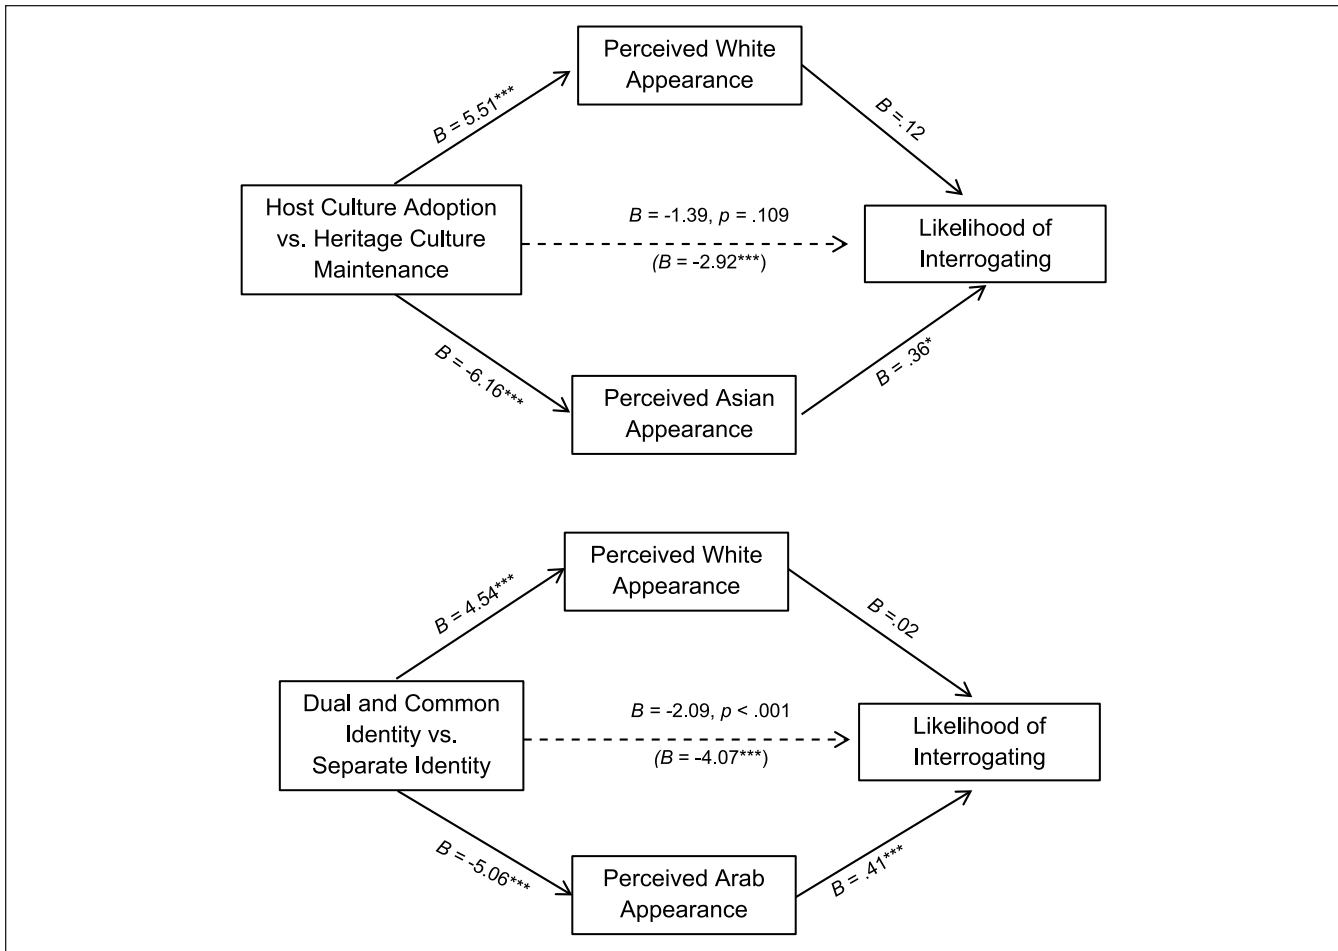 Perceived White
Appearance
B = 5.51***
B =.12
Host Culture Adoption
vs. Heritage Culture
Maintenance
B = -1.39, p = .109
(B = -2.92***)
Likelihood of
Interrogating
B = -6.16***
B = .36*
Perceived Asian
Appearance
Perceived White
Appearance
B = 4.54***
B =.02
Dual and Common
Identity vs.
Separate Identity
B = -2.09, p < .001
(B = -4.07***)
Likelihood of
Interrogating
B = -5.06***
B = .41***
Perceived Arab
Appearance